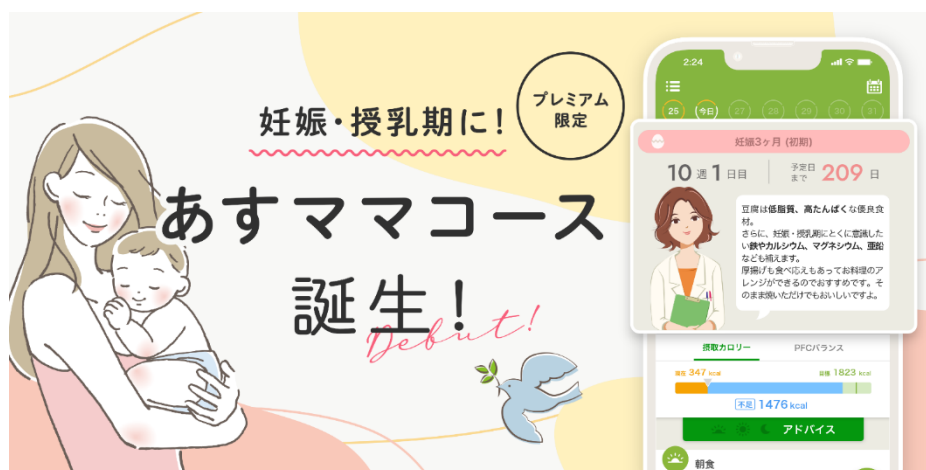 妊娠・授乳期に!
プレミアム
限定
あすママコース
誕生!
Debut!
2:24
25 今日 27 28 29 30 31
妊娠3ヶ月 (初期)
10 週 1 日目
予定日
まで 209 日
豆腐は低脂質、高たんぱくな優良食
材。
さらに、妊娠・授乳期にとくに意識した
い鉄やカルシウム、マグネシウム、亜鉛
なども補えます。
厚揚げも食べ応えもあってお料理のア
レンジができるのでおすすめです。そ
のまま焼いただけでもおいしいですよ。
摂取カロリー PFCバランス
現在 347 kcal 目標 1823 kcal
不足 1476 kcal
アドバイス
朝食